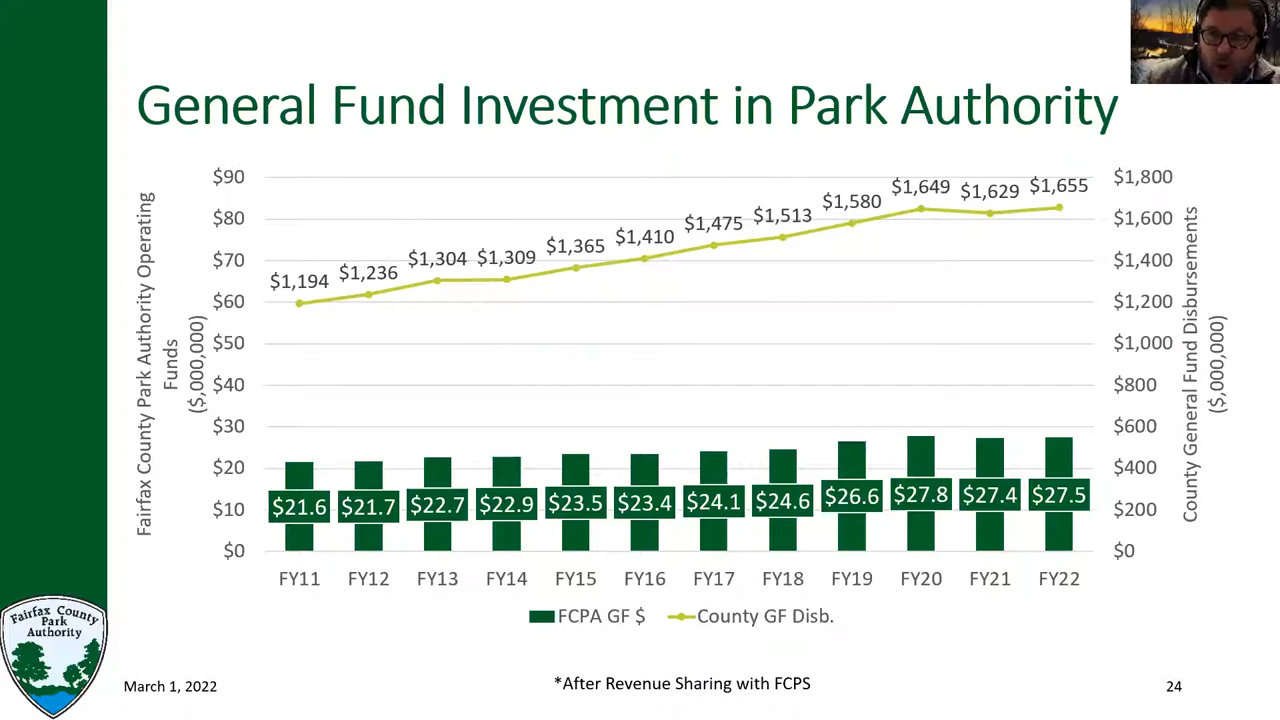 General Fund Investment in Park Authority
Fairfax County Park Authority Operating
Funds
($,000,000)
$90
$80
$70
$60
$50
$40
$30
$20
$10
$0
$1,194 $1,236 $1,304 $1,309 $1,365 $1,410 $1,475 $1,513 $1,580 $1,649 $1,629 $1,655
$21.6 $21.7 $22.7 $22.9 $23.5 $23.4 $24.1 $24.6 $26.6 $27.8 $27.4 $27.5
$1,800
$1,600
$1,400
$1,200
$1,000
$800
$600
$400
$200
$0
County General Fund Disbursements
($,000,000)
FY11 FY12 FY13 FY14 FY15 FY16 FY17 FY18 FY19 FY20 FY21 FY22
FCPA GF $ County GF Disb.
Fairfax County
Park
Authority
March 1, 2022
*After Revenue Sharing with FCPS
24